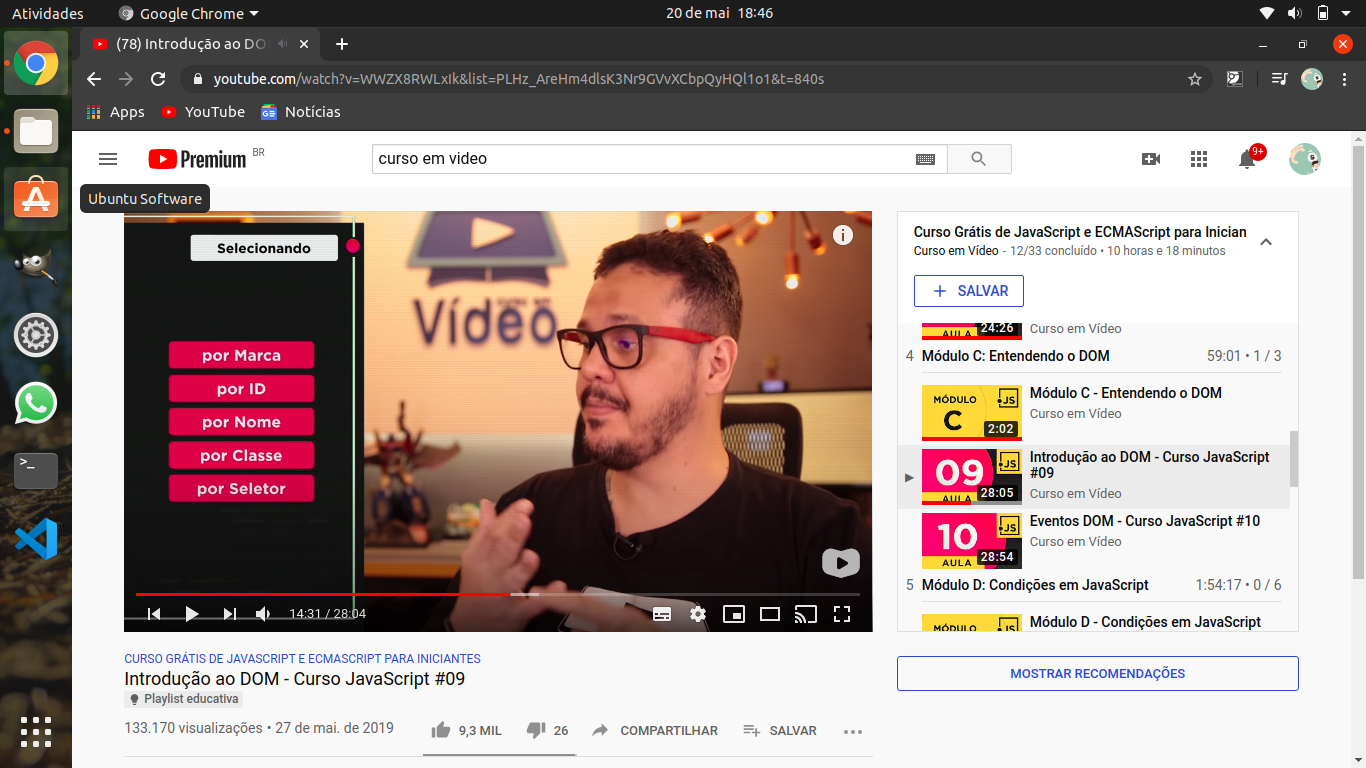 Atividades
Google Chrome
20 de mai 18:46
(78) Introdução ao DO
youtube.com/watch?v=WWZX8RWLxIk&list=PLHz_AreHm4dlsK3Nr9GVvXCbpQyHQl1o1&t=840s
Apps
YouTube
Notícias
Premium
BR
curso em video
9+
Ubuntu Software
Selecionando
por Marca
por ID
por Nome
por Classe
por Seletor
curso em
Vídeo
14:31 / 28:04
Curso Grátis de JavaScript e ECMAScript para Inician
Curso em Vídeo - 12/33 concluído • 10 horas e 18 minutos
SALVAR
AULA
24:26
Curso em Vídeo
4 Módulo C: Entendendo o DOM 59:01 • 1 / 3
MÓDULO
C
JS
2:02
Módulo C - Entendendo o DOM
Curso em Vídeo
09
JS
AULA
28:05
Introdução ao DOM - Curso JavaScript
#09
Curso em Vídeo
10
JS
AULA
28:54
Eventos DOM - Curso JavaScript #10
Curso em Vídeo
5 Módulo D: Condições em JavaScript 1:54:17 • 0 / 6
MÓDULO
JS
Módulo D - Condições em JavaScript
MOSTRAR RECOMENDAÇÕES
CURSO GRÁTIS DE JAVASCRIPT E ECMASCRIPT PARA INICIANTES
Introdução ao DOM - Curso JavaScript #09
Playlist educativa
133.170 visualizações • 27 de mai. de 2019
9,3 MIL
26
COMPARTILHAR
SALVAR